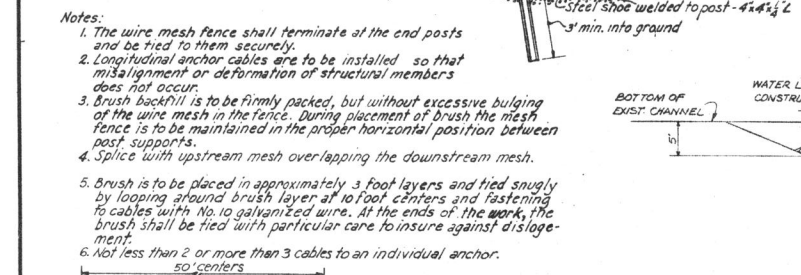 Notes:
1. The wire mesh fence shall terminate at the end posts
and be tied to them securely.
2. Longitudinal anchor cables are to be installed so that
misalignment or deformation of structural members
does not occur.
3. Brush backfill is to be firmly packed, but without excessive bulging
of the wire mesh in the fence. During placement of brush the mesh
fence is to be maintained in the proper horizontal position between
post supports.
4. Splice with upstream mesh overlapping the downstream mesh.
5. Brush is to be placed in approximately 3 foot layers and tied snugly
by looping around brush layer at 10 foot centers and fastening
to cables with No. 10 galvanized wire. At the ends of the work, the
brush shall be tied with particular care to insure against disloge-
ment.
6. Not less than 2 or more than 3 cables to an individual anchor.
50' centers
Steel shoe welded to post - 4"x4"x¼" L
3' min. into ground
BOTTOM OF
EXIST. CHANNEL
WATER L
CONSTRU
5'